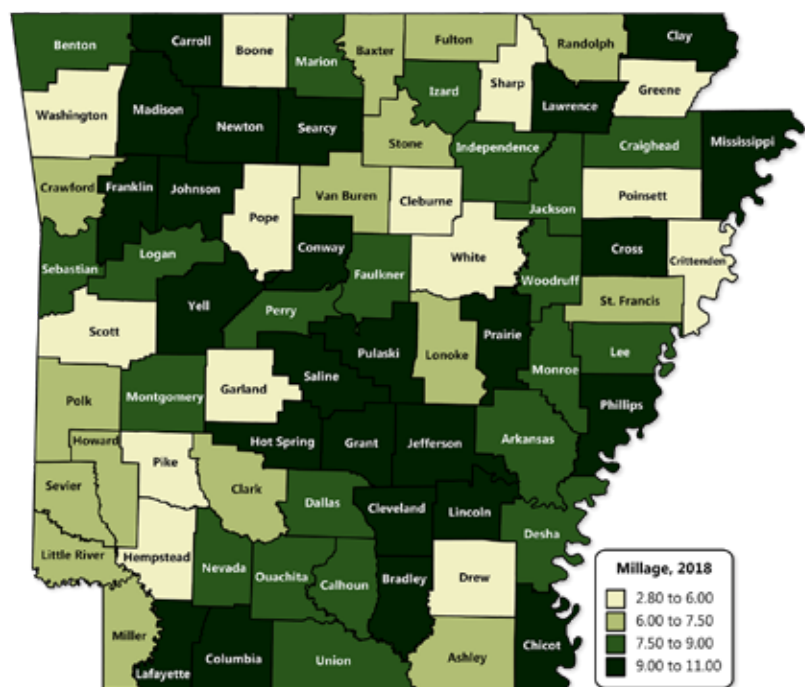 Benton
Carroll
Boone
Marion
Baxter
Fulton
Randolph
Clay
Washington
Madison
Newton
Searcy
Izard
Sharp
Lawrence
Greene
Stone
Independence
Craighead
Mississippi
Crawford
Franklin
Johnson
Pope
Van Buren
Cleburne
Jackson
Poinsett
Sebastian
Logan
Conway
Faulkner
White
Woodruff
Cross
Crittenden
Scott
Yell
Perry
Pulaski
Lonoke
Prairie
St. Francis
Lee
Monroe
Phillips
Polk
Montgomery
Garland
Saline
Hot Spring
Grant
Jefferson
Arkansas
Howard
Pike
Clark
Sevier
Dallas
Cleveland
Lincoln
Desha
Little River
Hempstead
Nevada
Ouachita
Calhoun
Bradley
Drew
Miller
Lafayette
Columbia
Union
Ashley
Chicot
Millage, 2018
2.80 to 6.00
6.00 to 7.50
7.50 to 9.00
9.00 to 11.00